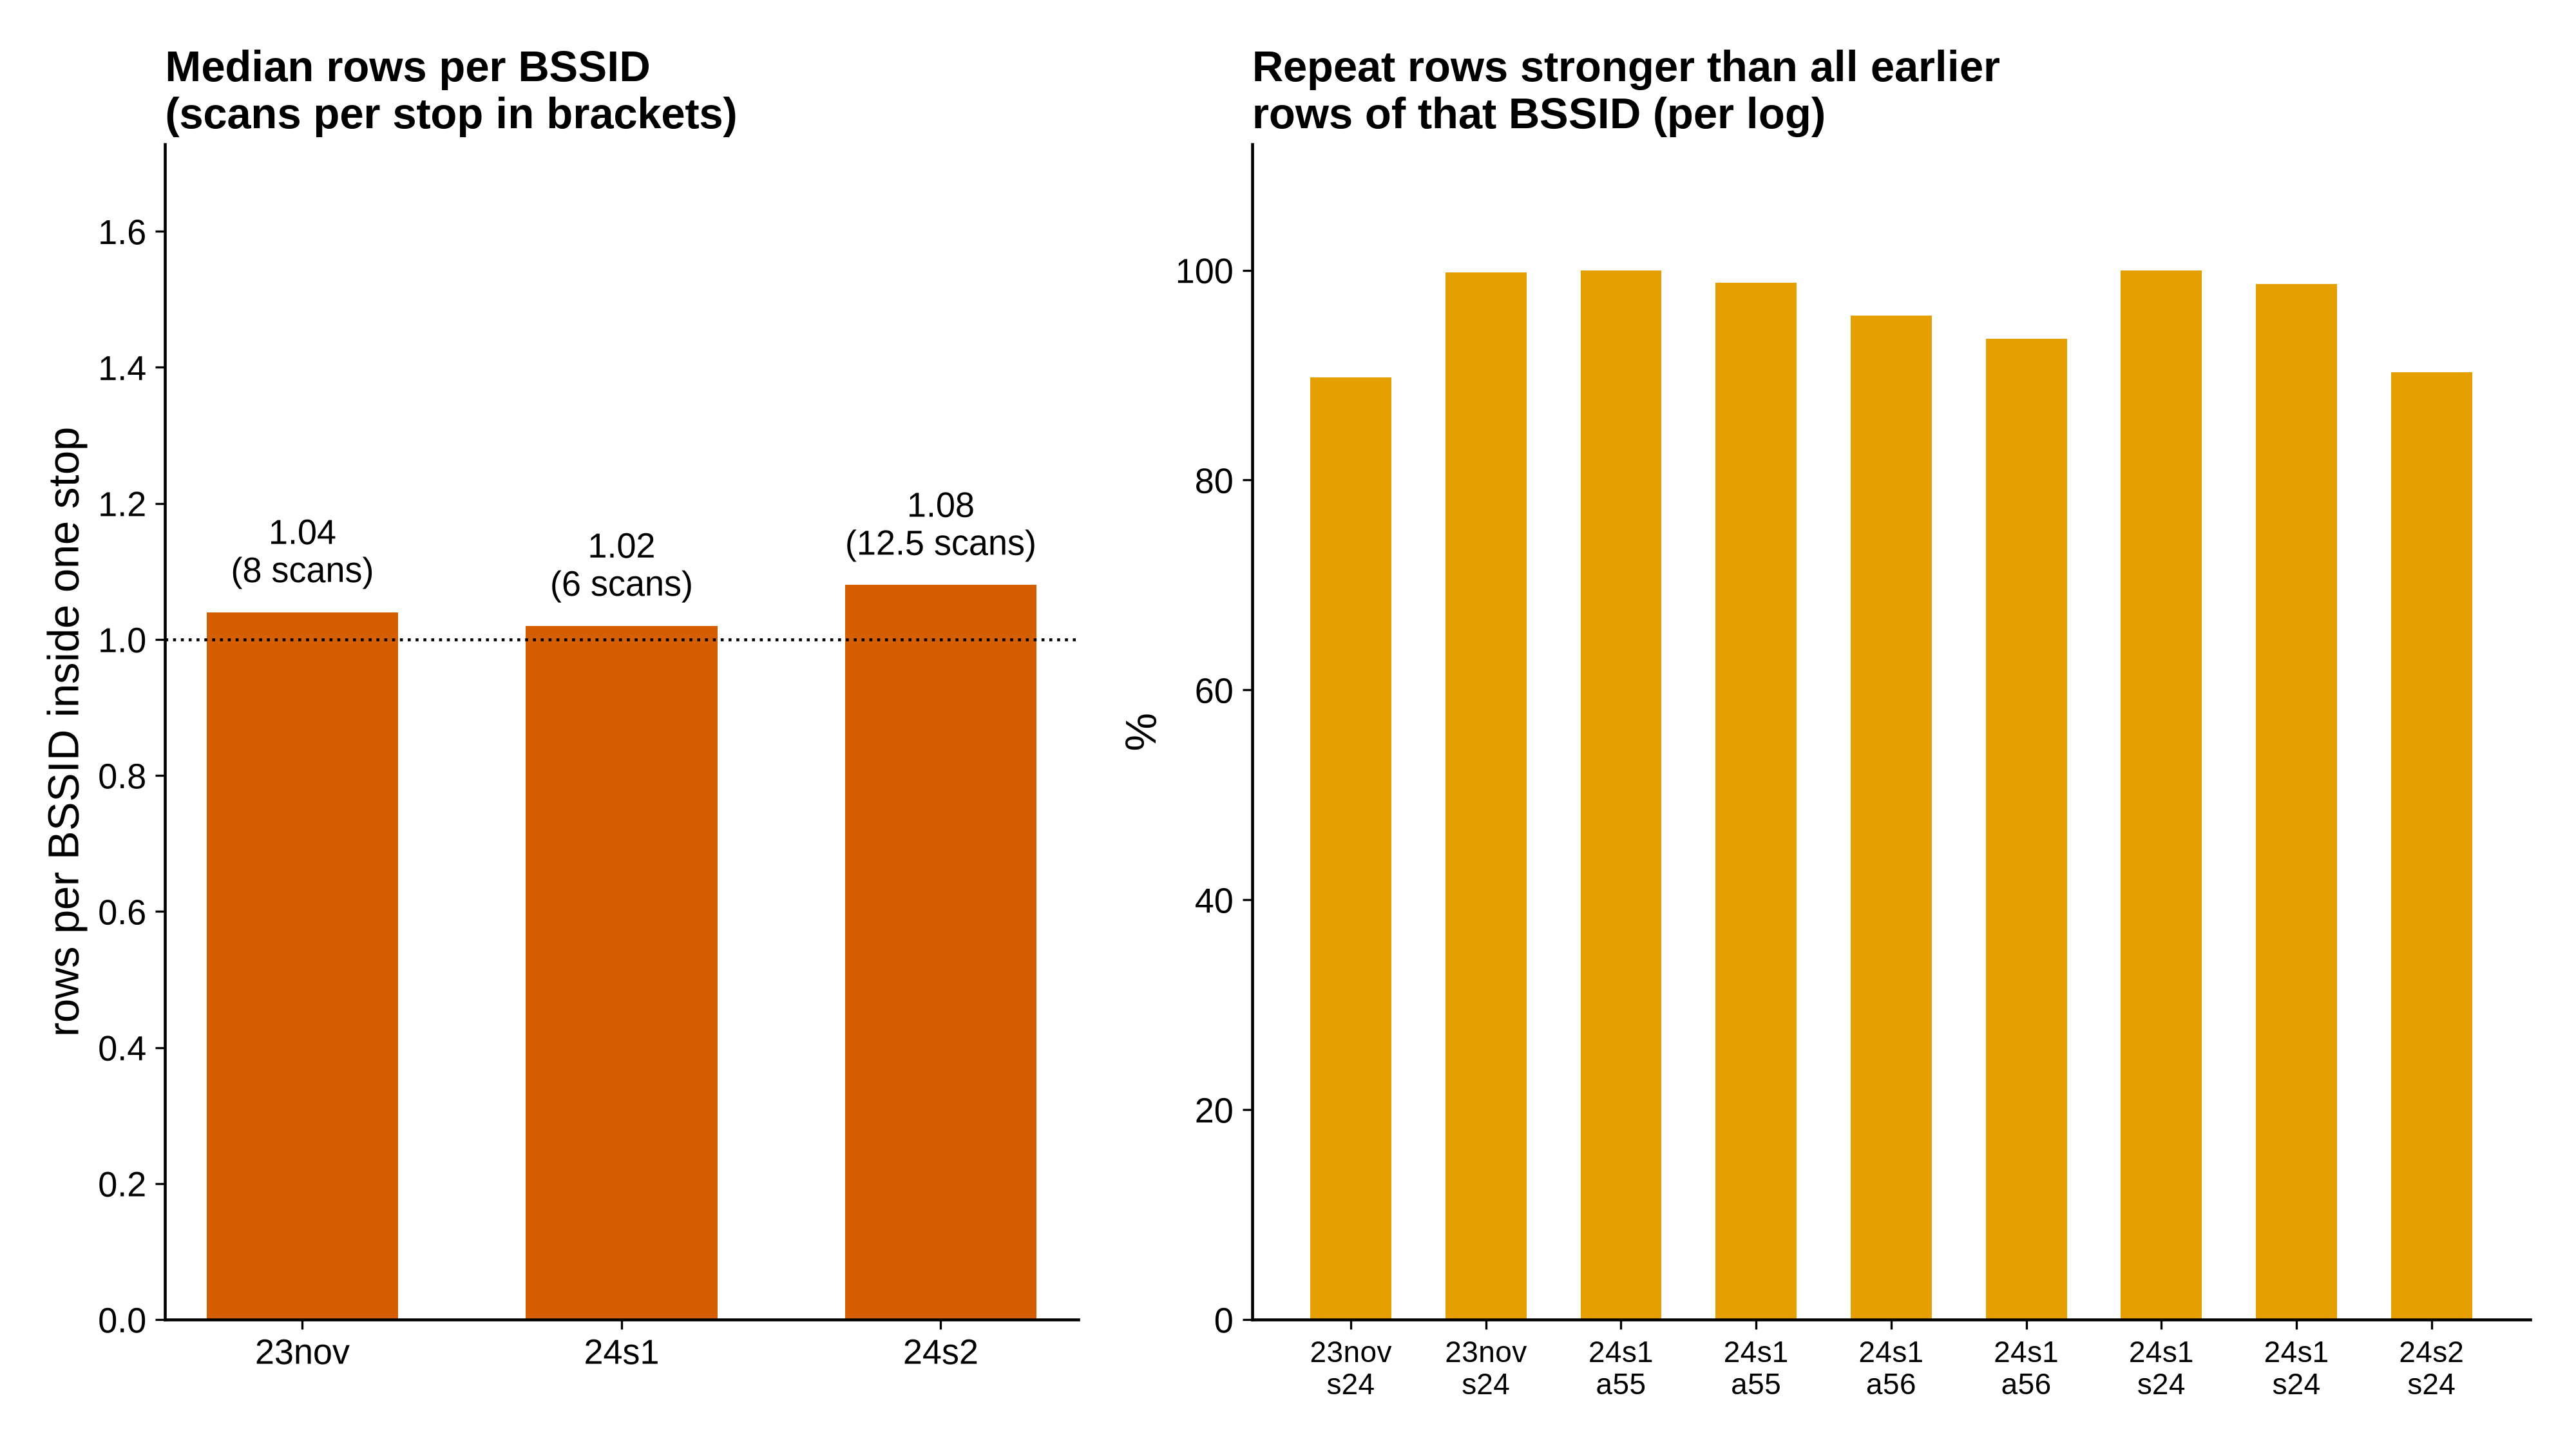 Median rows per BSSID
(scans per stop in brackets)
rows per BSSID inside one stop
1.6
1.4
1.2
1.0
0.8
0.6
0.4
0.2
0.0
1.04
(8 scans)
1.02
(6 scans)
1.08
(12.5 scans)
23nov
24s1
24s2
Repeat rows stronger than all earlier
rows of that BSSID (per log)
%
100
80
60
40
20
0
23nov
s24
23nov
s24
24s1
a55
24s1
a55
24s1
a56
24s1
a56
24s1
s24
24s1
s24
24s2
s24